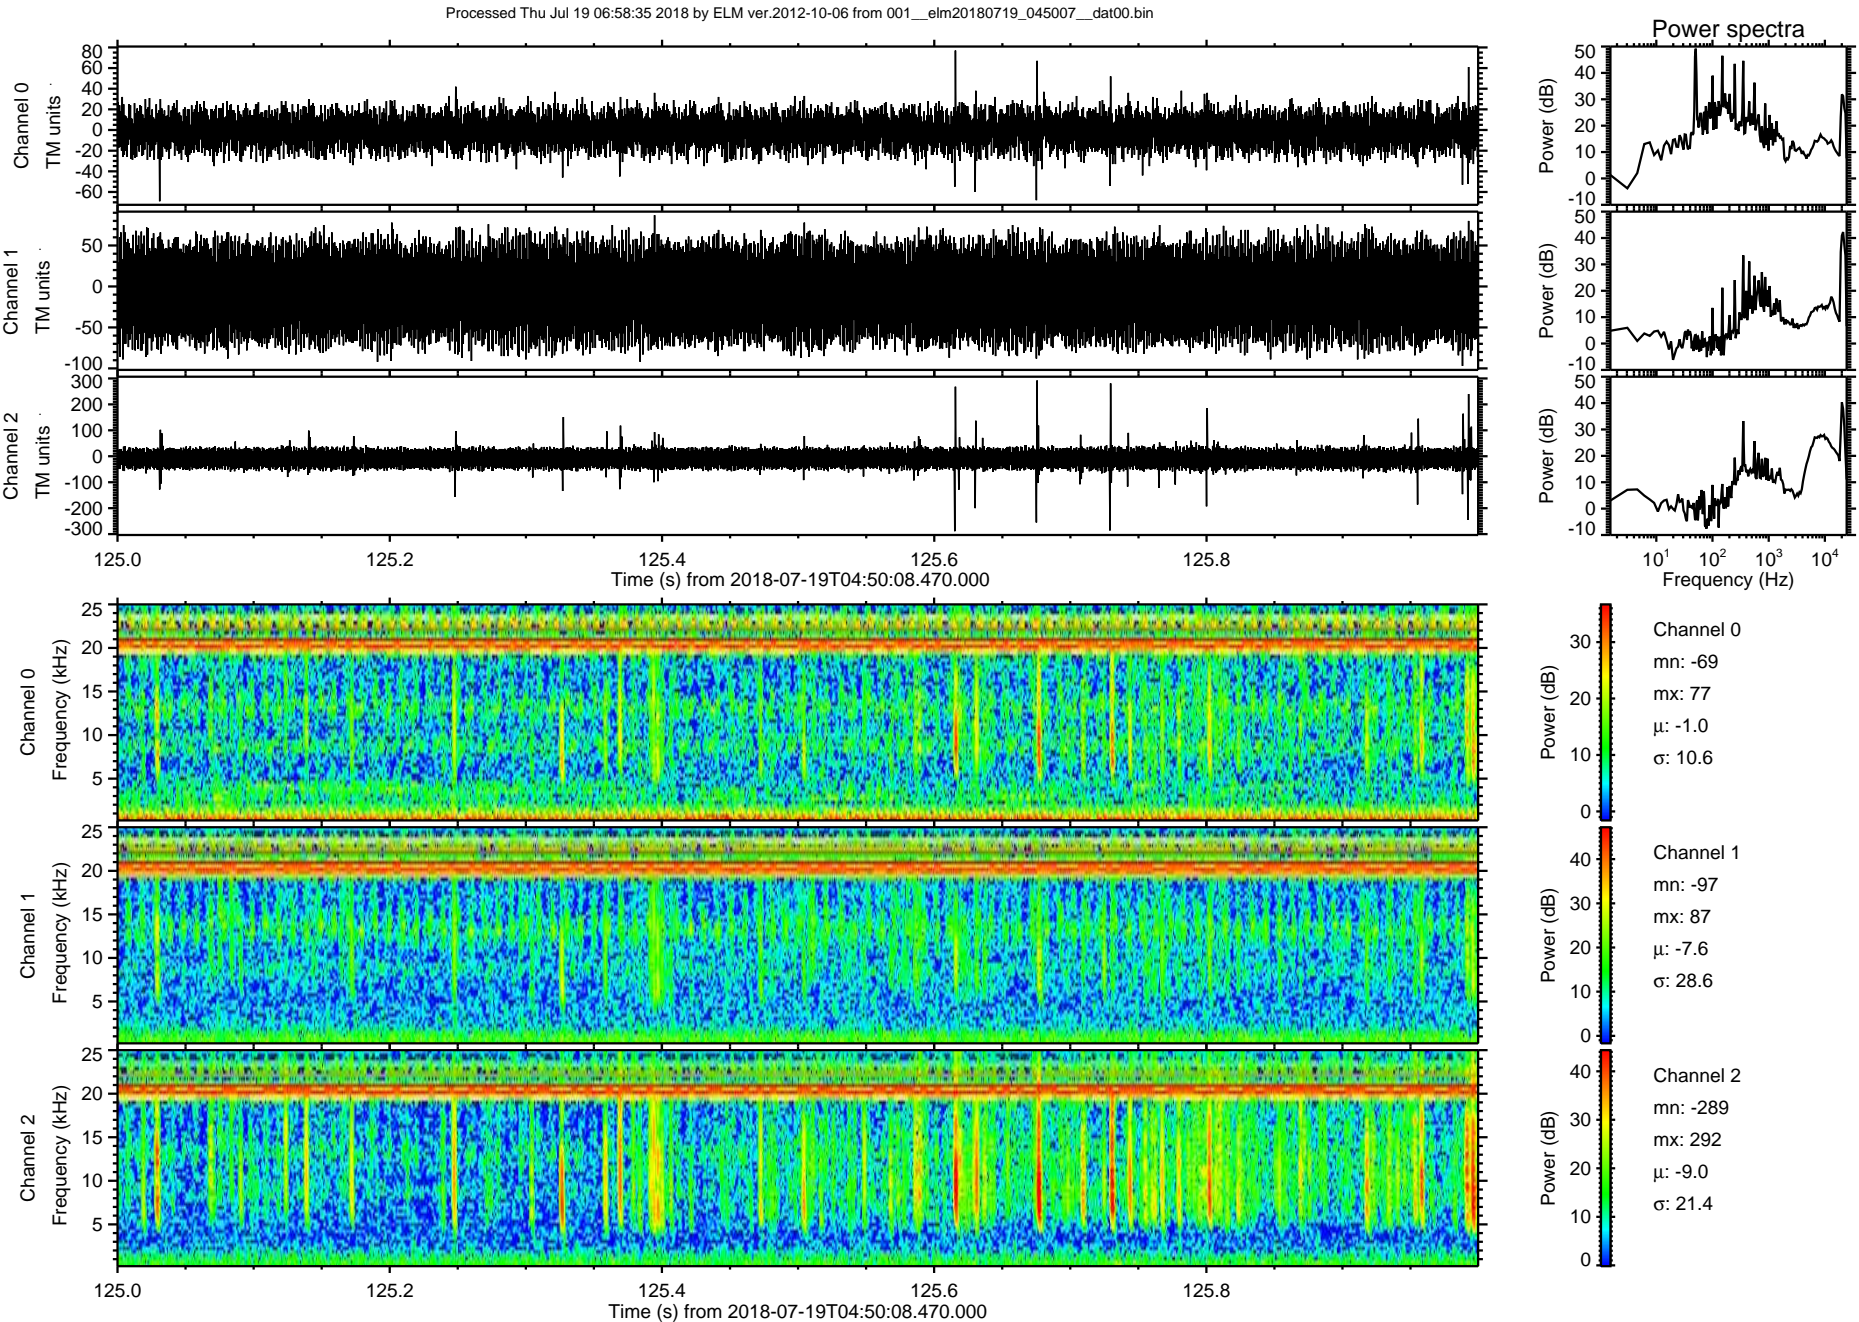 Processed Thu Jul 19 06:58:35 2018 by ELM ver.2012-10-06 from 001__elm20180719_045007__dat00.bin
Power spectra
Channel 0
TM units
80
60
40
20
0
-20
-40
-60
Power (dB)
50
40
30
20
10
0
-10
Channel 1
TM units
50
0
-50
-100
Power (dB)
50
40
30
20
10
0
-10
Channel 2
TM units
300
200
100
0
-100
-200
-300
Power (dB)
50
40
30
20
10
0
-10
125.0 125.2 125.4 125.6 125.8
Time (s) from 2018-07-19T04:50:08.470.000
10¹ 10² 10³ 10⁴
Frequency (Hz)
Channel 0
Frequency (kHz)
25
20
15
10
5
Power (dB)
30
20
10
0
Channel 0
mn: -69
mx: 77
μ: -1.0
σ: 10.6
Channel 1
Frequency (kHz)
25
20
15
10
5
Power (dB)
40
30
20
10
0
Channel 1
mn: -97
mx: 87
μ: -7.6
σ: 28.6
Channel 2
Frequency (kHz)
25
20
15
10
5
Power (dB)
40
30
20
10
0
Channel 2
mn: -289
mx: 292
μ: -9.0
σ: 21.4
125.0 125.2 125.4 125.6 125.8
Time (s) from 2018-07-19T04:50:08.470.000